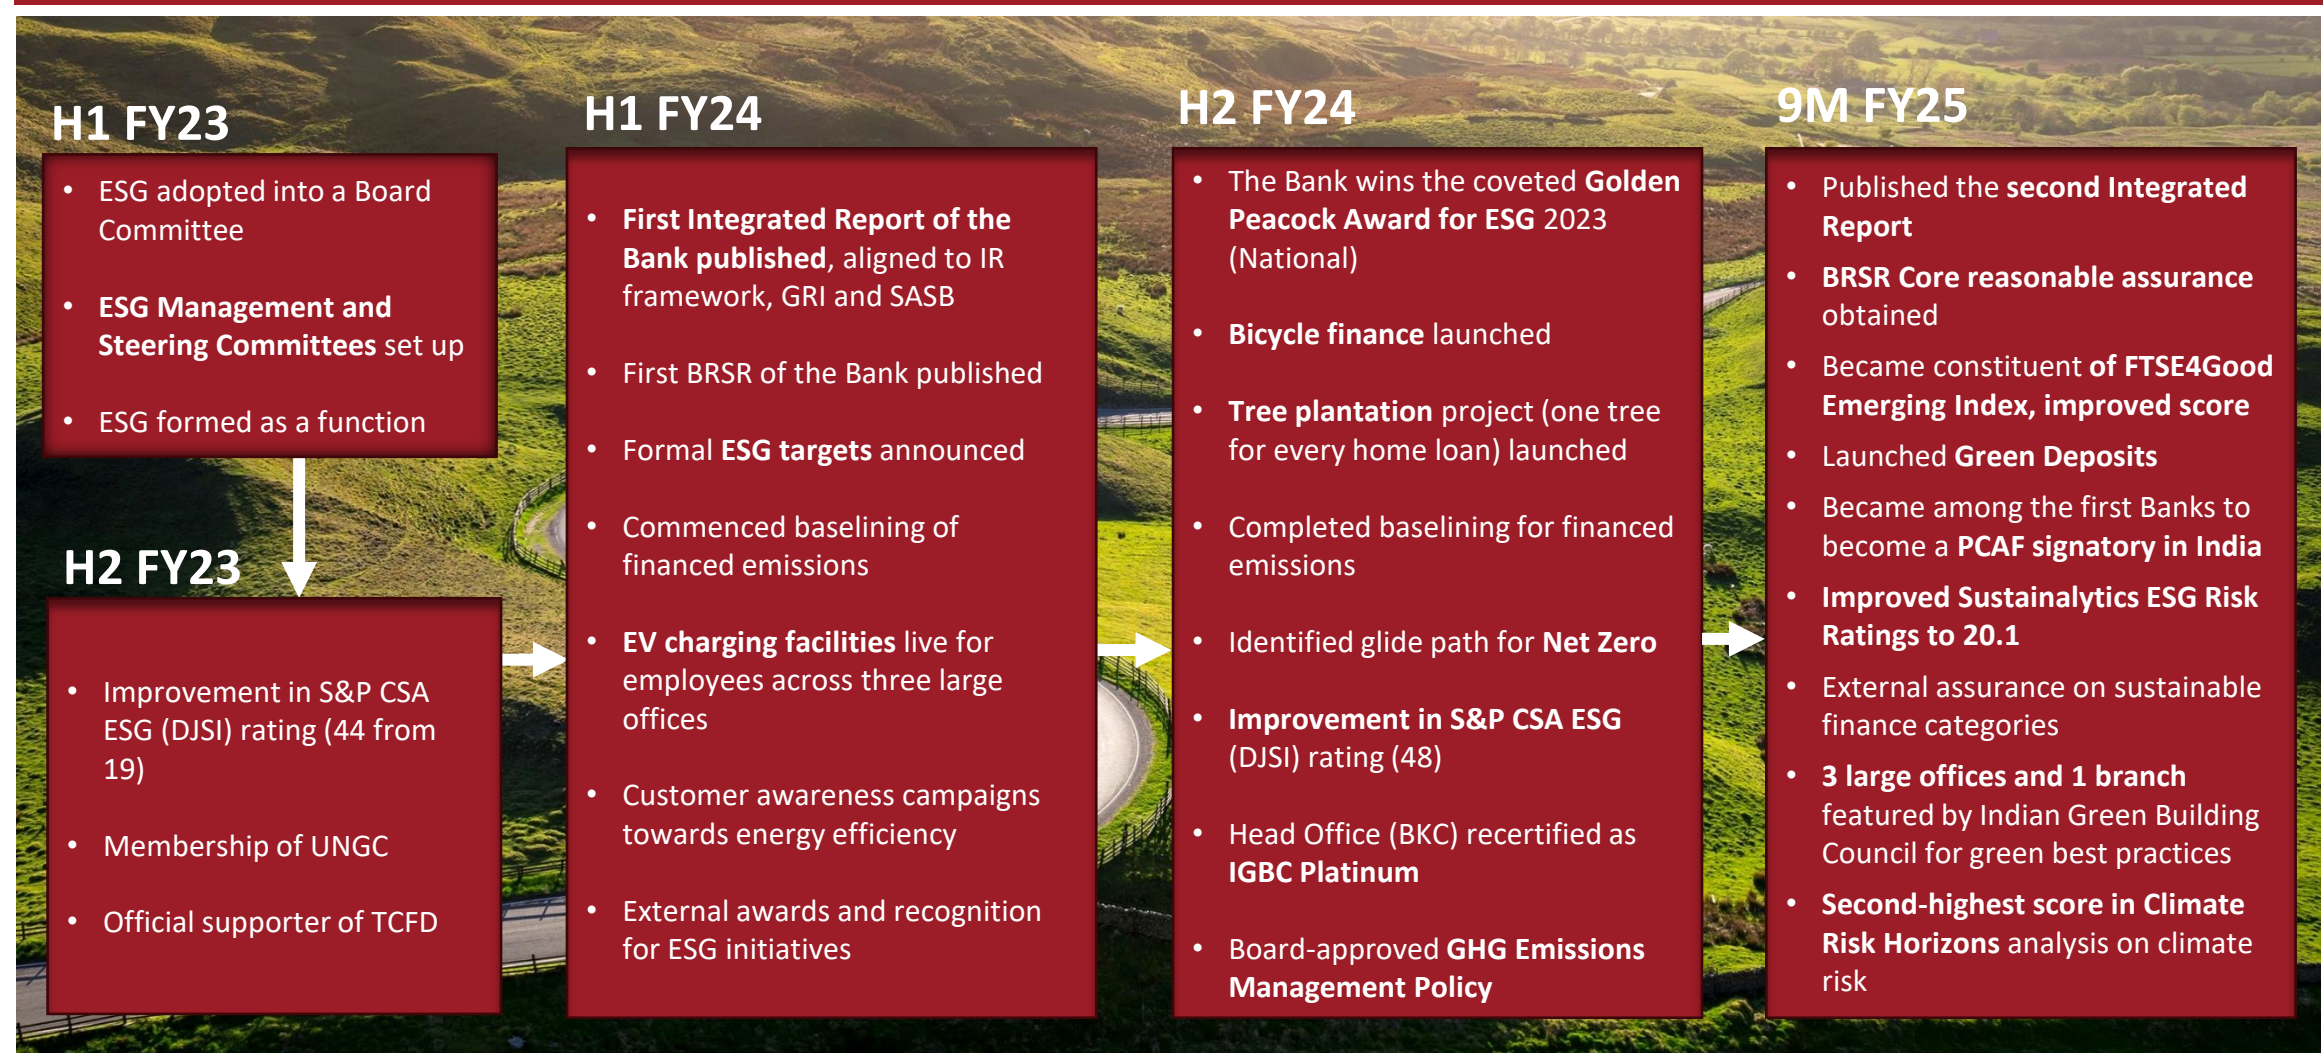 H1 FY23
• ESG adopted into a Board
Committee
• ESG Management and
Steering Committees set up
• ESG formed as a function
H2 FY23
• Improvement in S&P CSA
ESG (DJSI) rating (44 from
19)
• Membership of UNGC
• Official supporter of TCFD
H1 FY24
• First Integrated Report of the
Bank published, aligned to IR
framework, GRI and SASB
• First BRSR of the Bank published
• Formal ESG targets announced
• Commenced baselining of
financed emissions
• EV charging facilities live for
employees across three large
offices
• Customer awareness campaigns
towards energy efficiency
• External awards and recognition
for ESG initiatives
H2 FY24
• The Bank wins the coveted Golden
Peacock Award for ESG 2023
(National)
• Bicycle finance launched
• Tree plantation project (one tree
for every home loan) launched
• Completed baselining for financed
emissions
• Identified glide path for Net Zero
• Improvement in S&P CSA ESG
(DJSI) rating (48)
• Head Office (BKC) recertified as
IGBC Platinum
• Board-approved GHG Emissions
Management Policy
9M FY25
• Published the second Integrated
Report
• BRSR Core reasonable assurance
obtained
• Became constituent of FTSE4Good
Emerging Index, improved score
• Launched Green Deposits
• Became among the first Banks to
become a PCAF signatory in India
• Improved Sustainalytics ESG Risk
Ratings to 20.1
• External assurance on sustainable
finance categories
• 3 large offices and 1 branch
featured by Indian Green Building
Council for green best practices
• Second-highest score in Climate
Risk Horizons analysis on climate
risk